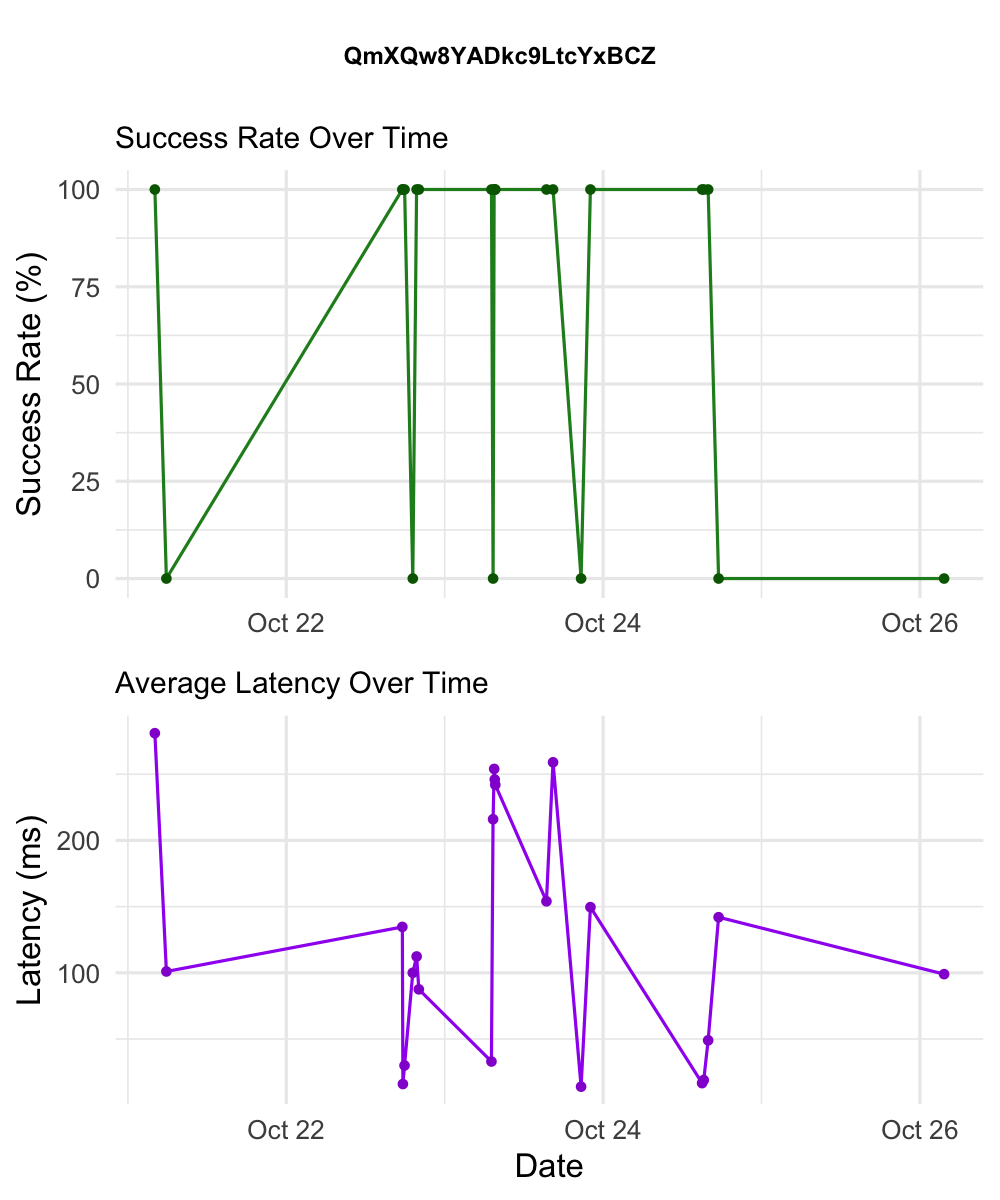 QmXQw8YADkc9LtcYxBCZ
Success Rate Over Time
Success Rate (%)
100
75
50
25
0
Oct 22 Oct 24 Oct 26
Average Latency Over Time
Latency (ms)
200
100
Oct 22 Oct 24 Oct 26
Date